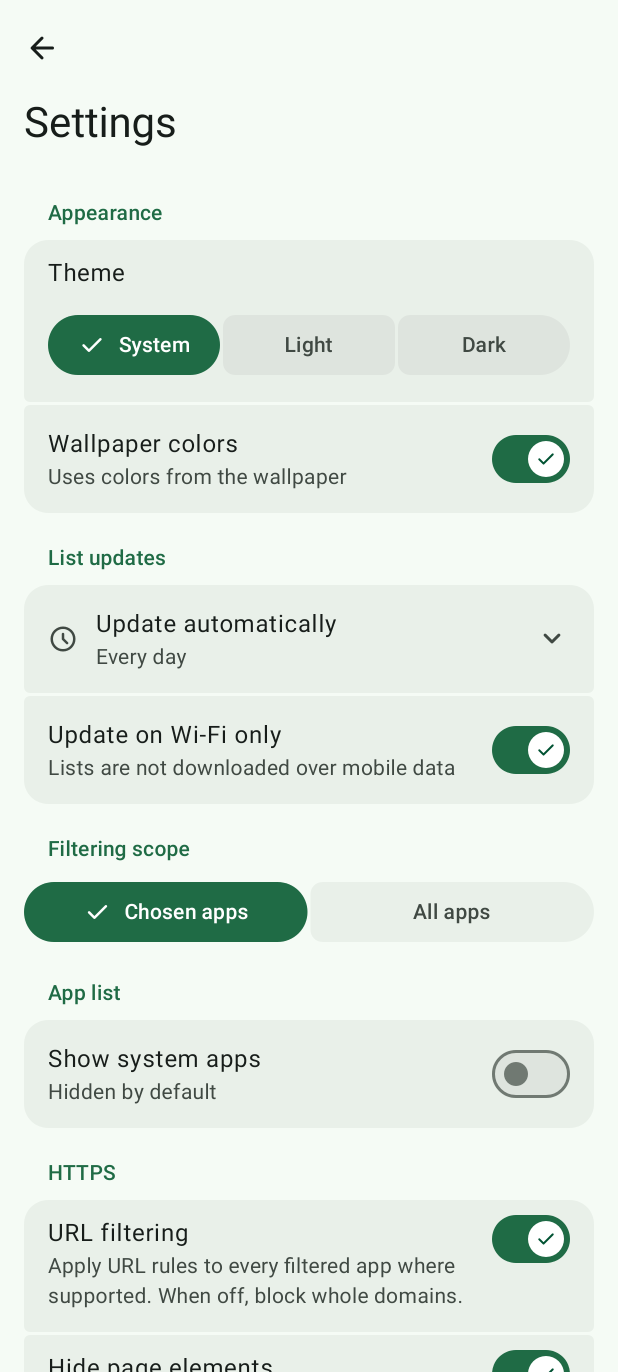 Settings
Appearance
Theme
System
Light
Dark
Wallpaper colors
Uses colors from the wallpaper
List updates
Update automatically
Every day
Update on Wi-Fi only
Lists are not downloaded over mobile data
Filtering scope
Chosen apps
All apps
App list
Show system apps
Hidden by default
HTTPS
URL filtering
Apply URL rules to every filtered app where
supported. When off, block whole domains.
Hide page elements